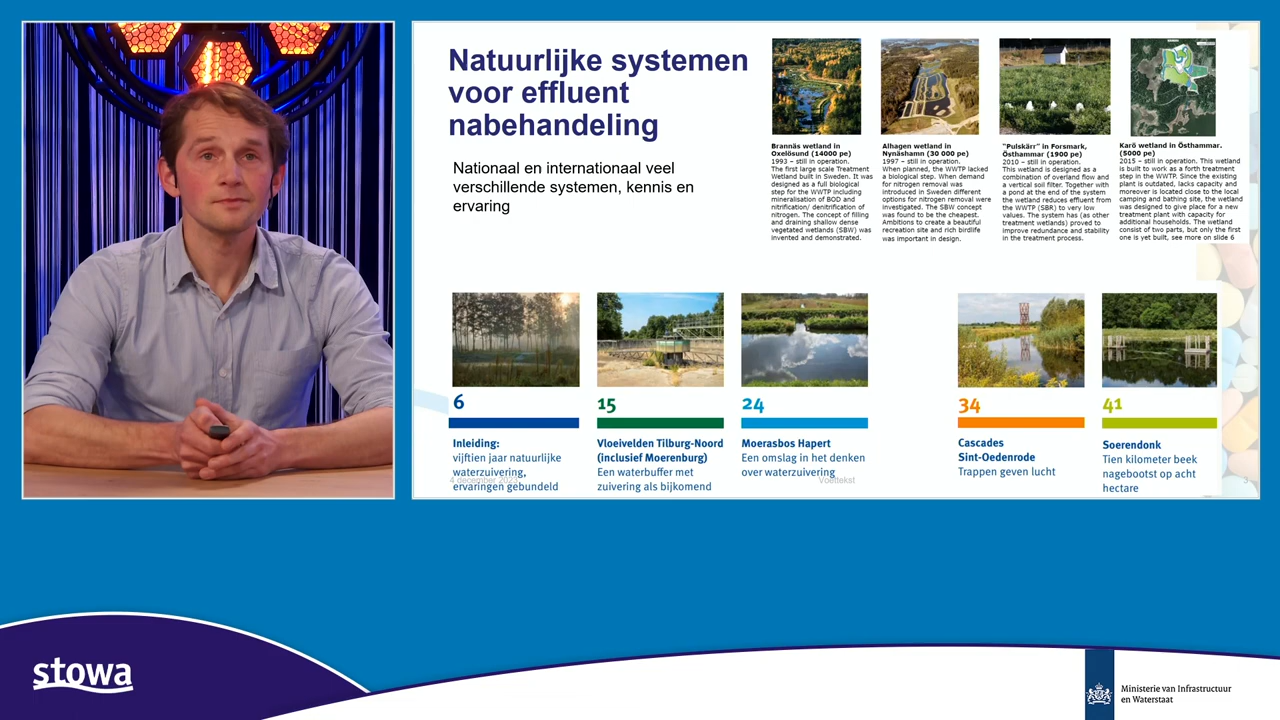 Natuurlijke systemen
voor effluent
nabehandeling
Nationaal en internationaal veel
verschillende systemen, kennis en
ervaring
Brannäs wetland in
Oxelösund (14000 pe)
1993 – still in operation.
The first large scale Treatment
Wetland built in Sweden. It was
designed as a full biological
step for the WWTP including
mineralisation of BOD and
nitrification/ denitrification of
nitrogen. The concept of filling
and draining shallow dense
vegetated wetlands (SBW) was
invented and demonstrated.
Alhagen wetland in
Nynäshamn (30 000 pe)
1997 – still in operation.
When planned, the WWTP lacked
a biological step. When demand
for nitrogen removal was
introduced in Sweden different
options for nitrogen removal were
investigated. The SBW concept
was found to be the cheapest.
Ambitions to create a beautiful
recreation site and rich birdlife
was important in design.
"Pulskärr" in Forsmark,
Östhammar (1900 pe)
2010 – still in operation.
This wetland is designed as a
combination of overland flow and
a vertical soil filter. Together with
a pond at the end of the system
the wetland reduces effluent from
the WWTP (SBR) to very low
values. The system has (as other
treatment wetlands) proved to
improve redundance and stability
in the treatment process.
Karö wetland in Östhammar.
(5000 pe)
2015 – still in operation. This wetland
is built to work as a forth treatment
step in the WWTP. Since the existing
plant is outdated, lacks capacity and
moreover is located close to the local
camping and bathing site, the wetland
was designed to give place for a new
treatment plant with capacity for
additional households. The wetland
consist of two parts, but only the first
one is yet built, see more on slide 6
6
Inleiding:
vijftien jaar natuurlijke
waterzuivering,
ervaringen gebundeld
15
Vloeivelden Tilburg-Noord
(inclusief Moerenburg)
Een waterbuffer met
zuivering als bijkomend
24
Moerasbos Hapert
Een omslag in het denken
over waterzuivering
34
Cascades
Sint-Oedenrode
Trappen geven lucht
41
Soerendonk
Tien kilometer beek
nagebootst op acht
hectare
4 december 2023
Voettekst
3
stowa
Ministerie van Infrastructuur
en Waterstaat